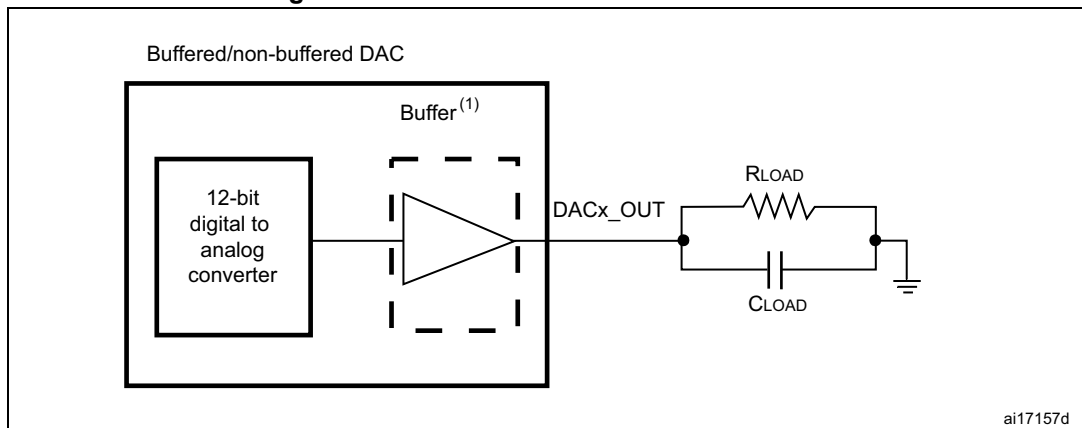 Buffered/non-buffered DAC
Buffer(1)
12-bit
digital to
analog
converter
DACx_OUT
RLOAD
CLOAD
ai17157d